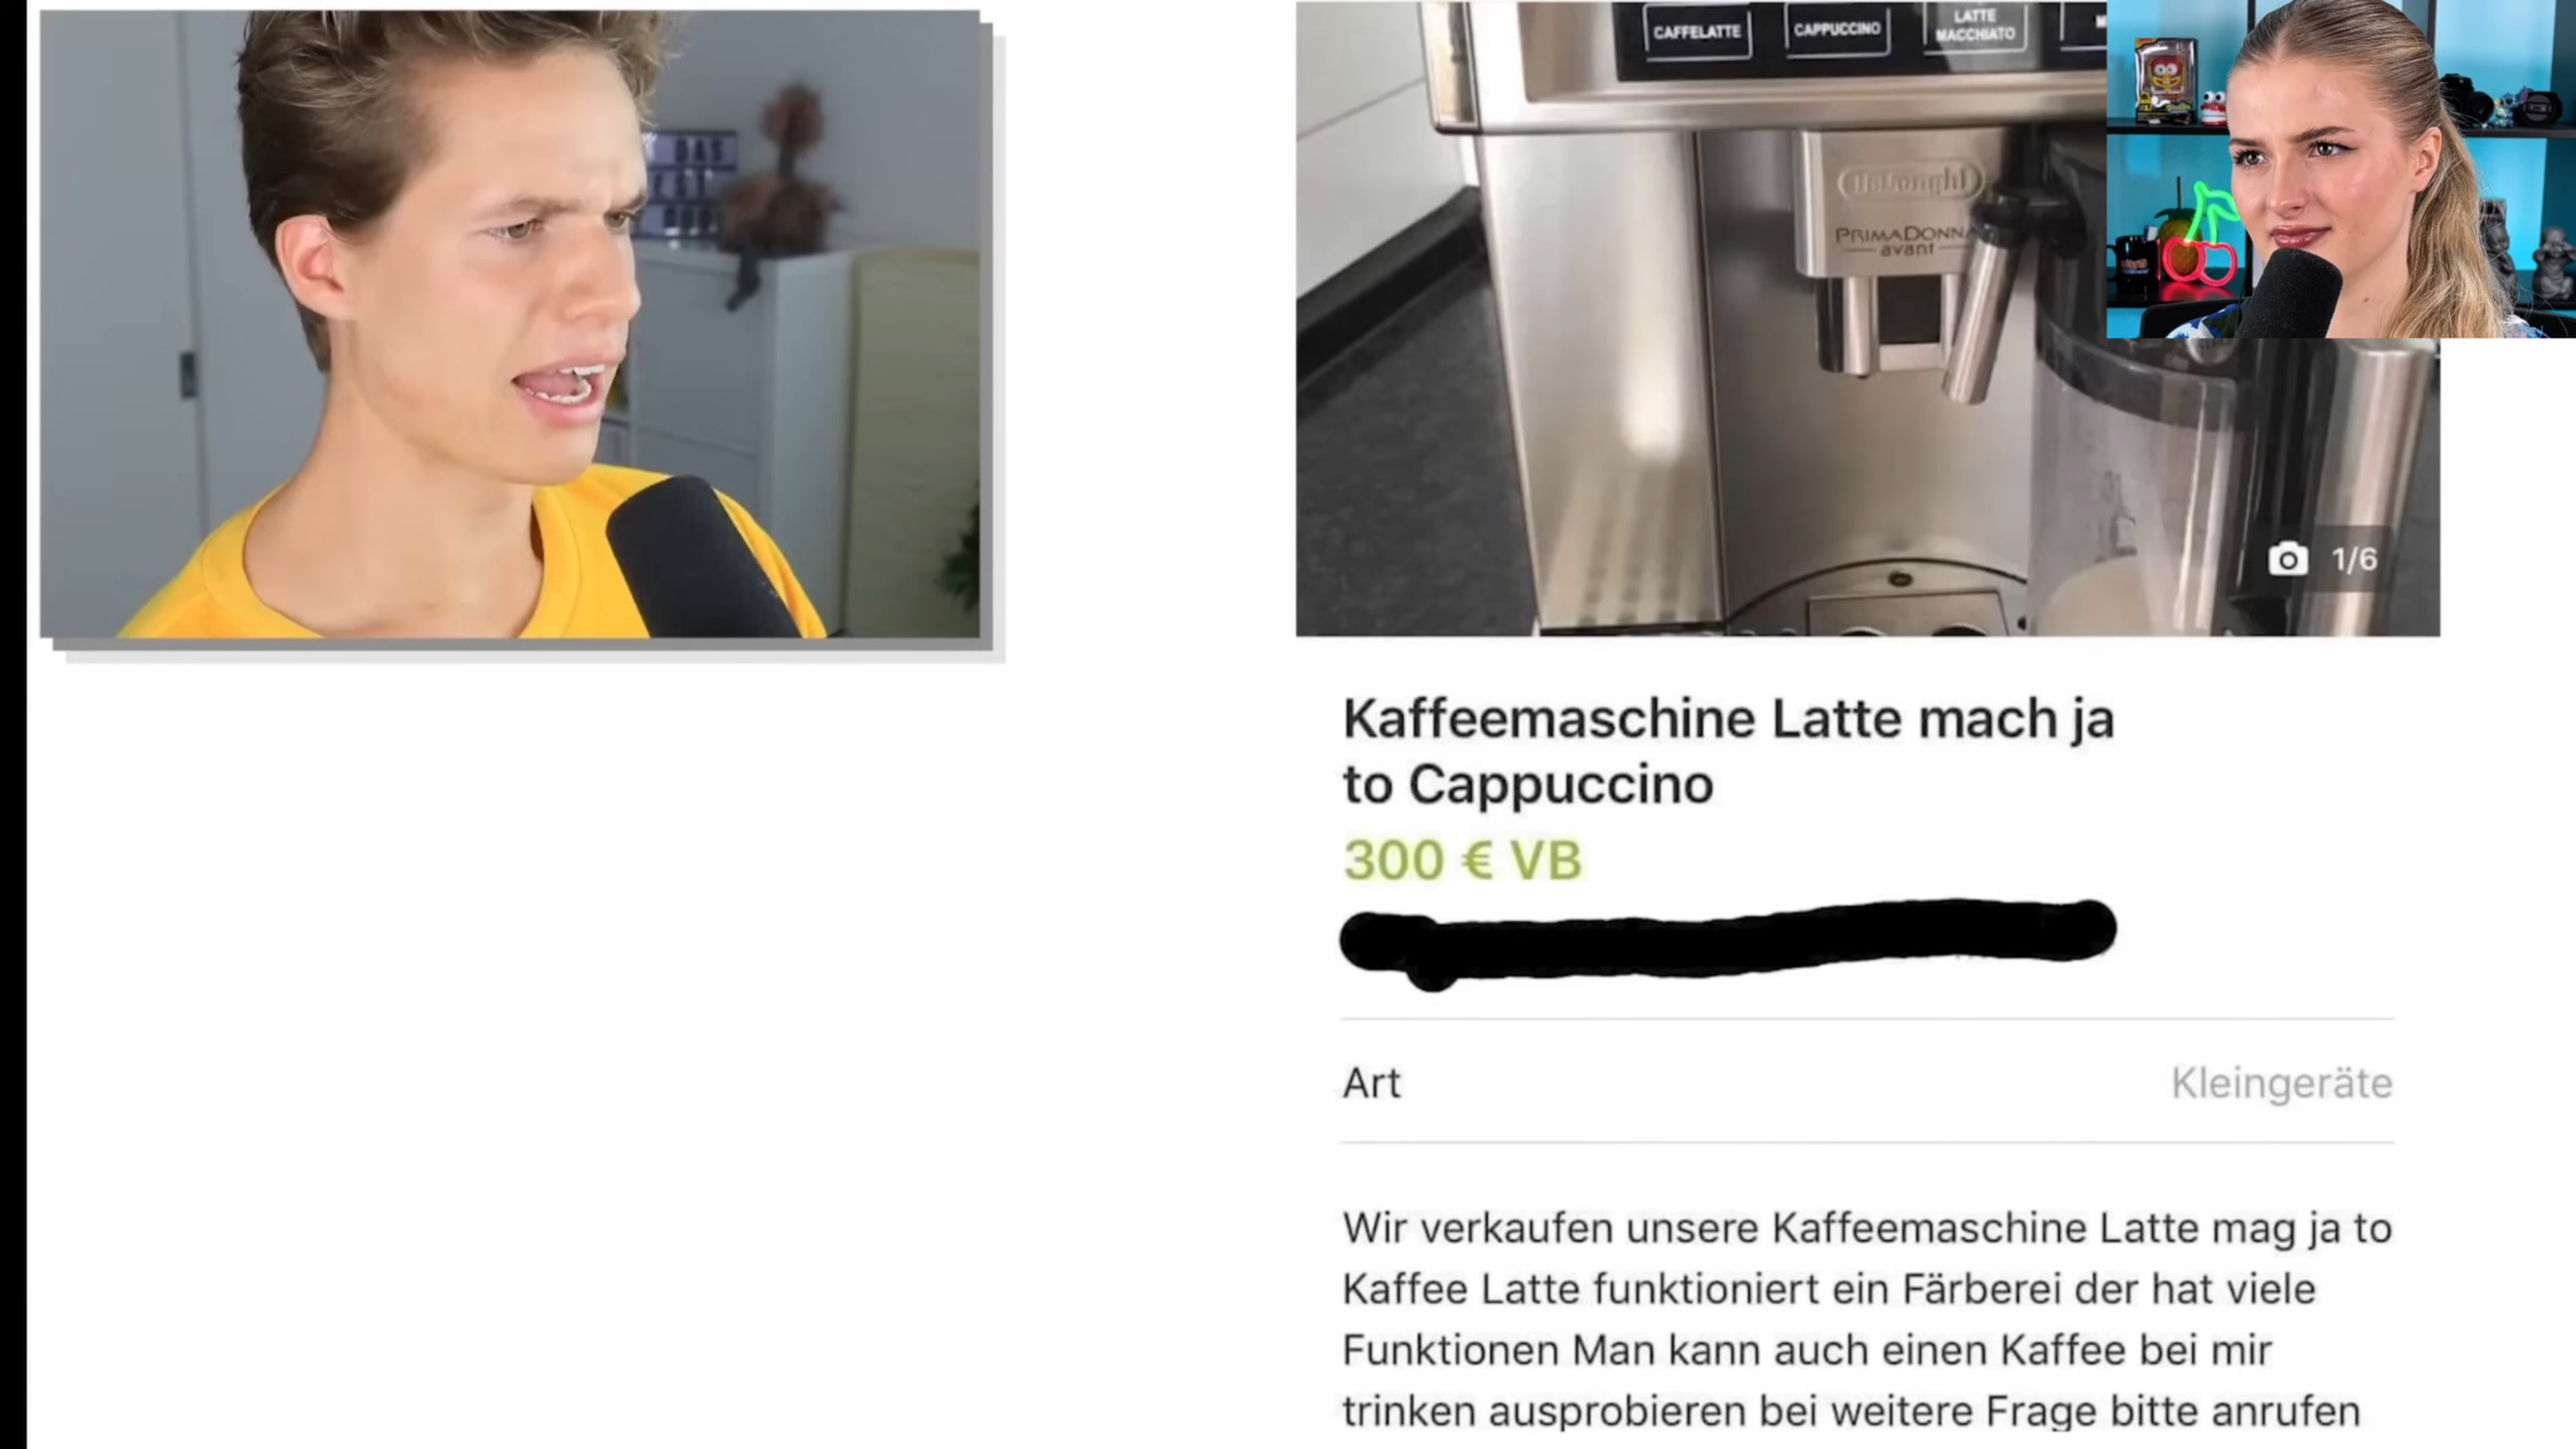 DAS
CAFFELATTE
CAPPUCCINO
LATTE
MACCHIATO
DeLonghi
PRIMADONNA
avant
1/6
Kaffeemaschine Latte mach ja
to Cappuccino
300 € VB
Art
Kleingeräte
Wir verkaufen unsere Kaffeemaschine Latte mag ja to
Kaffee Latte funktioniert ein Färberei der hat viele
Funktionen Man kann auch einen Kaffee bei mir
trinken ausprobieren bei weitere Frage bitte anrufen